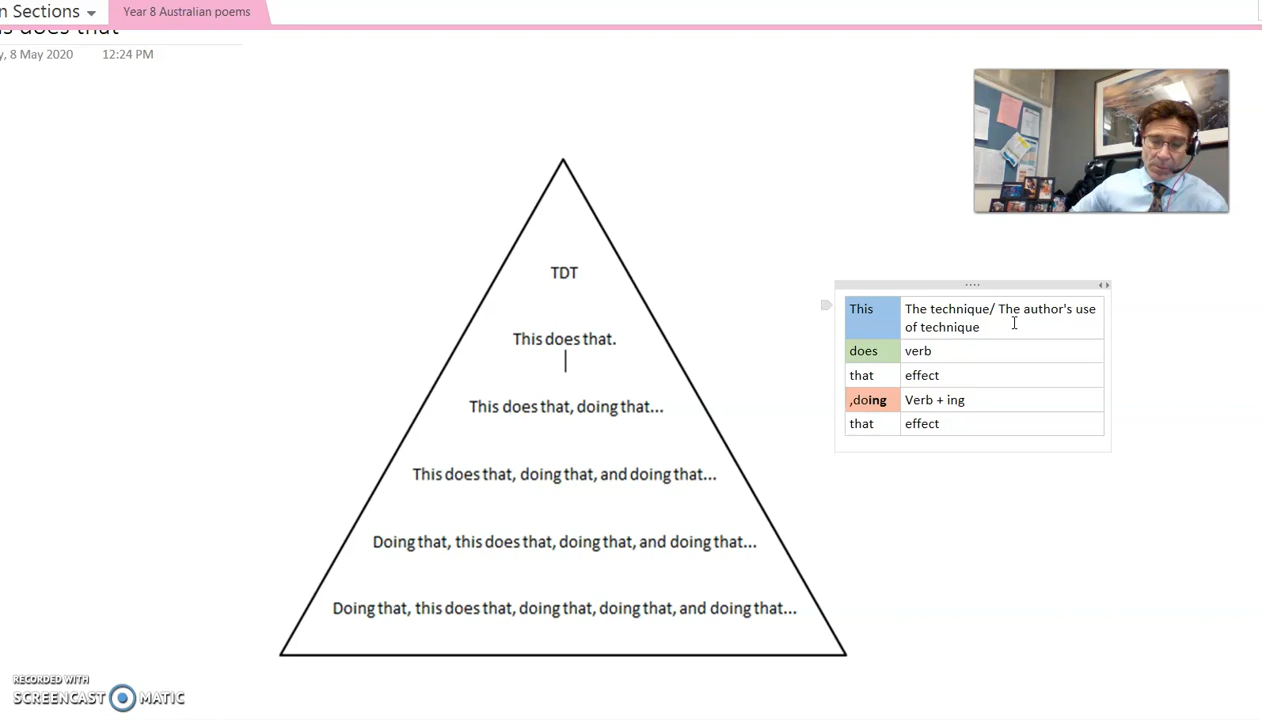 n Sections
Year 8 Australian poems
s does that
y, 8 May 2020 12:24 PM
TDT
This does that.
This does that, doing that...
This does that, doing that, and doing that...
Doing that, this does that, doing that, and doing that...
Doing that, this does that, doing that, doing that, and doing that...
This The technique/ The author's use
of technique
does verb
that effect
,doing Verb + ing
that effect
RECORDED WITH
SCREENCAST MATIC